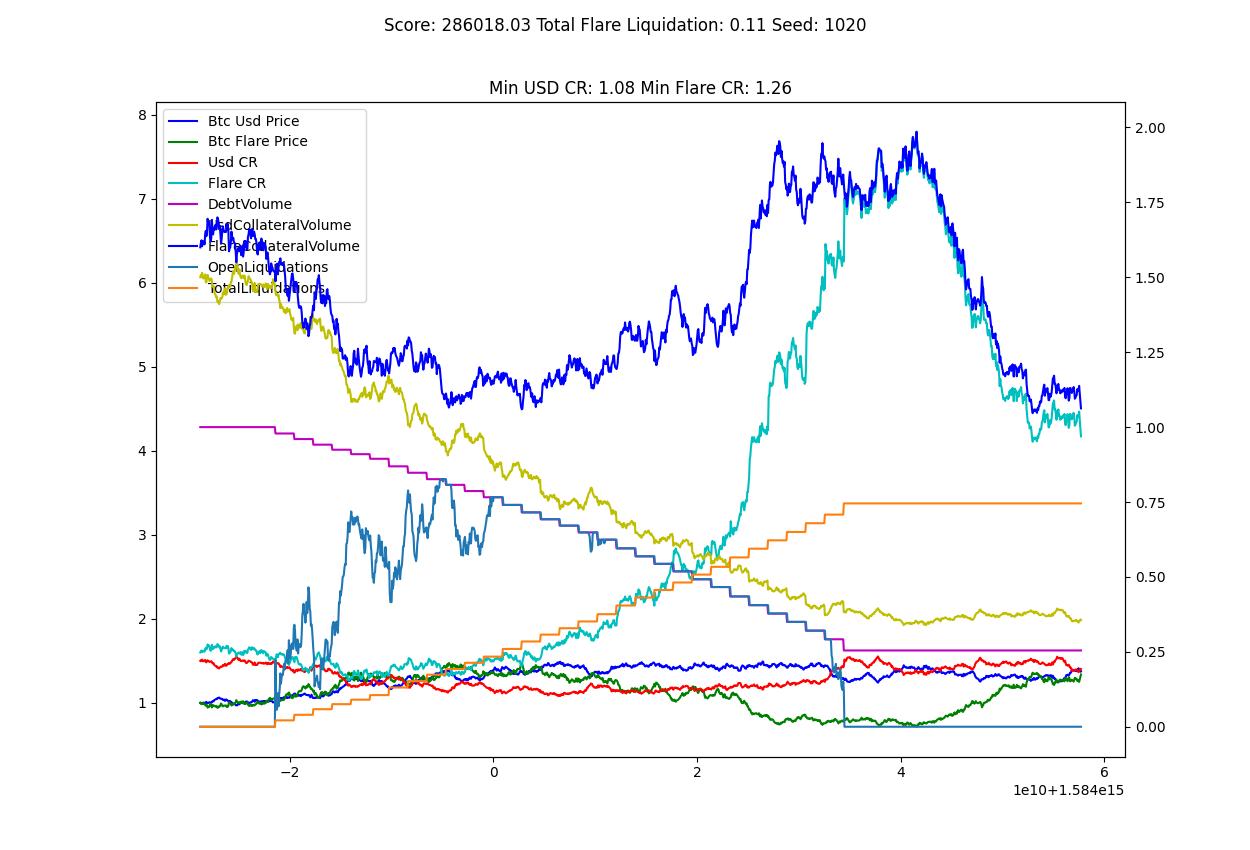 Score: 286018.03 Total Flare Liquidation: 0.11 Seed: 1020
Min USD CR: 1.08 Min Flare CR: 1.26
Btc Usd Price
Btc Flare Price
Usd CR
Flare CR
DebtVolume
UsdCollateralVolume
FlareCollateralVolume
OpenLiquidations
TotalLiquidations
8
7
6
5
4
3
2
1
2.00
1.75
1.50
1.25
1.00
0.75
0.50
0.25
0.00
−2
0
2
4
6
1e10+1.584e15